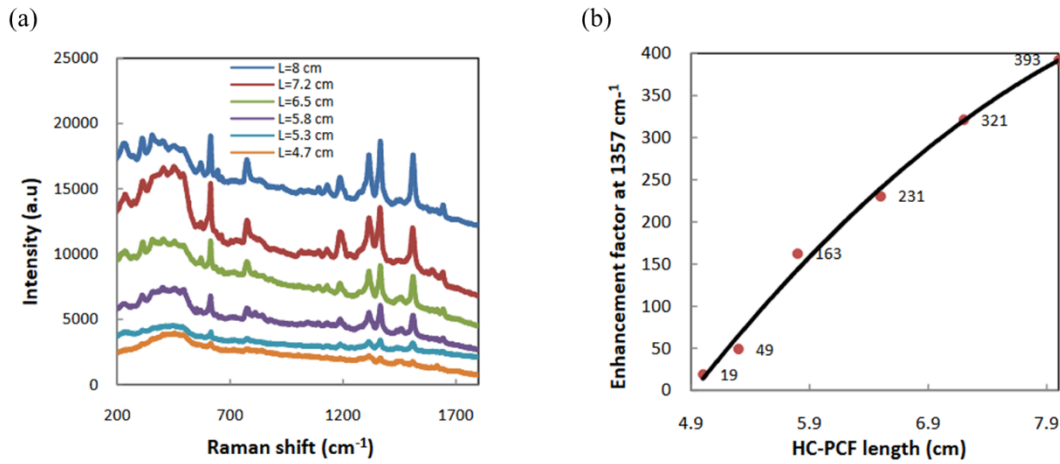 (a)
25000
20000
15000
10000
5000
0
Intensity (a.u)
L=8 cm
L=7.2 cm
L=6.5 cm
L=5.8 cm
L=5.3 cm
L=4.7 cm
200 700 1200 1700
Raman shift (cm-1)
(b)
400
350
300
250
200
150
100
50
0
Enhancement factor at 1357 cm-1
393
321
231
163
49
19
4.9 5.9 6.9 7.9
HC-PCF length (cm)